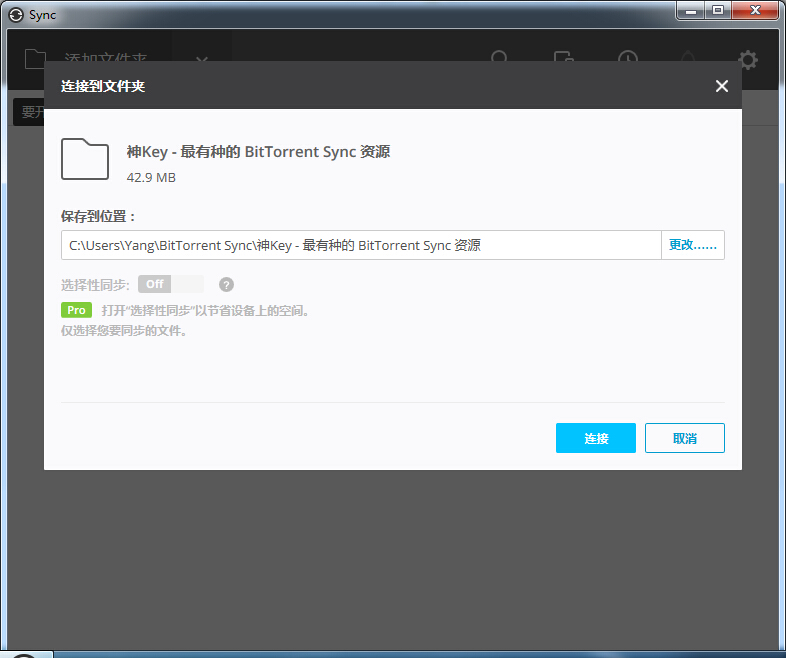 Sync
添加文件夹
要开
连接到文件夹
神Key - 最有种的 BitTorrent Sync 资源
42.9 MB
保存到位置：
C:\Users\Yang\BitTorrent Sync\神Key - 最有种的 BitTorrent Sync 资源
更改......
选择性同步: Off ?
Pro 打开“选择性同步”以节省设备上的空间。
仅选择您要同步的文件。
连接 取消